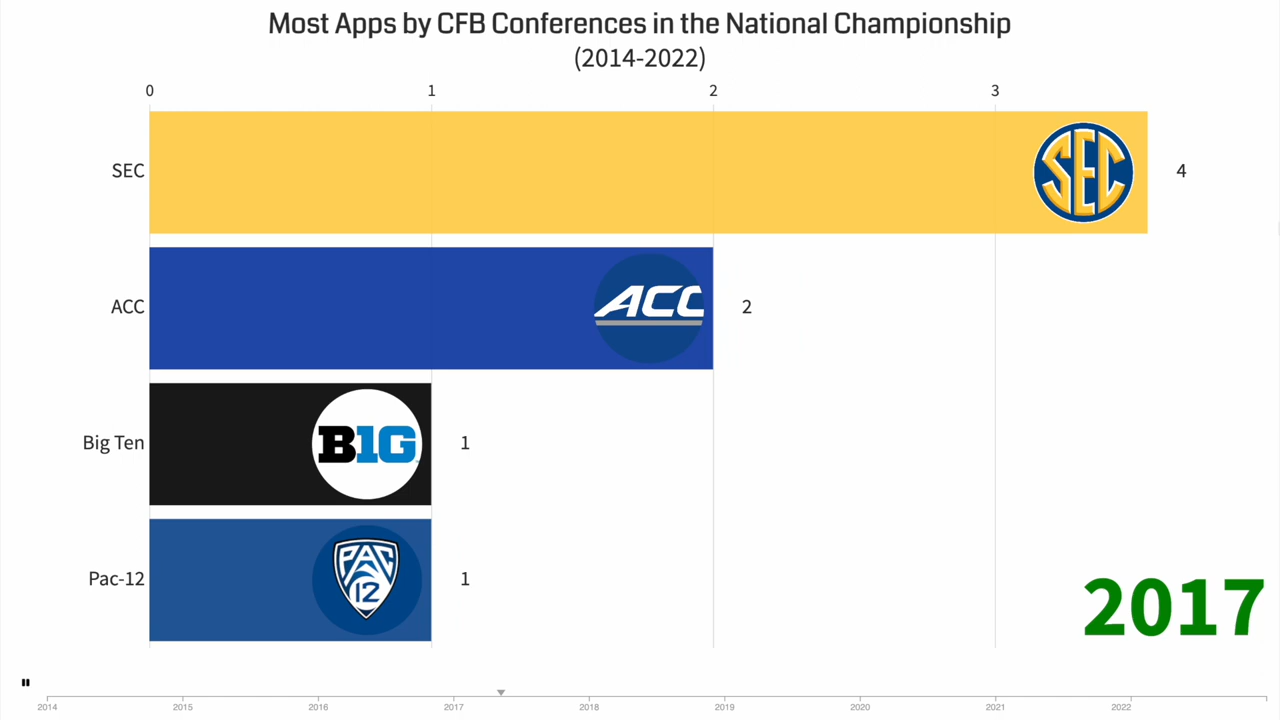 Most Apps by CFB Conferences in the National Championship
(2014-2022)
0 1 2 3
SEC SEC 4
ACC ACC 2
Big Ten B1G 1
Pac-12 PAC 12 1
2017
2014 2015 2016 2017 2018 2019 2020 2021 2022